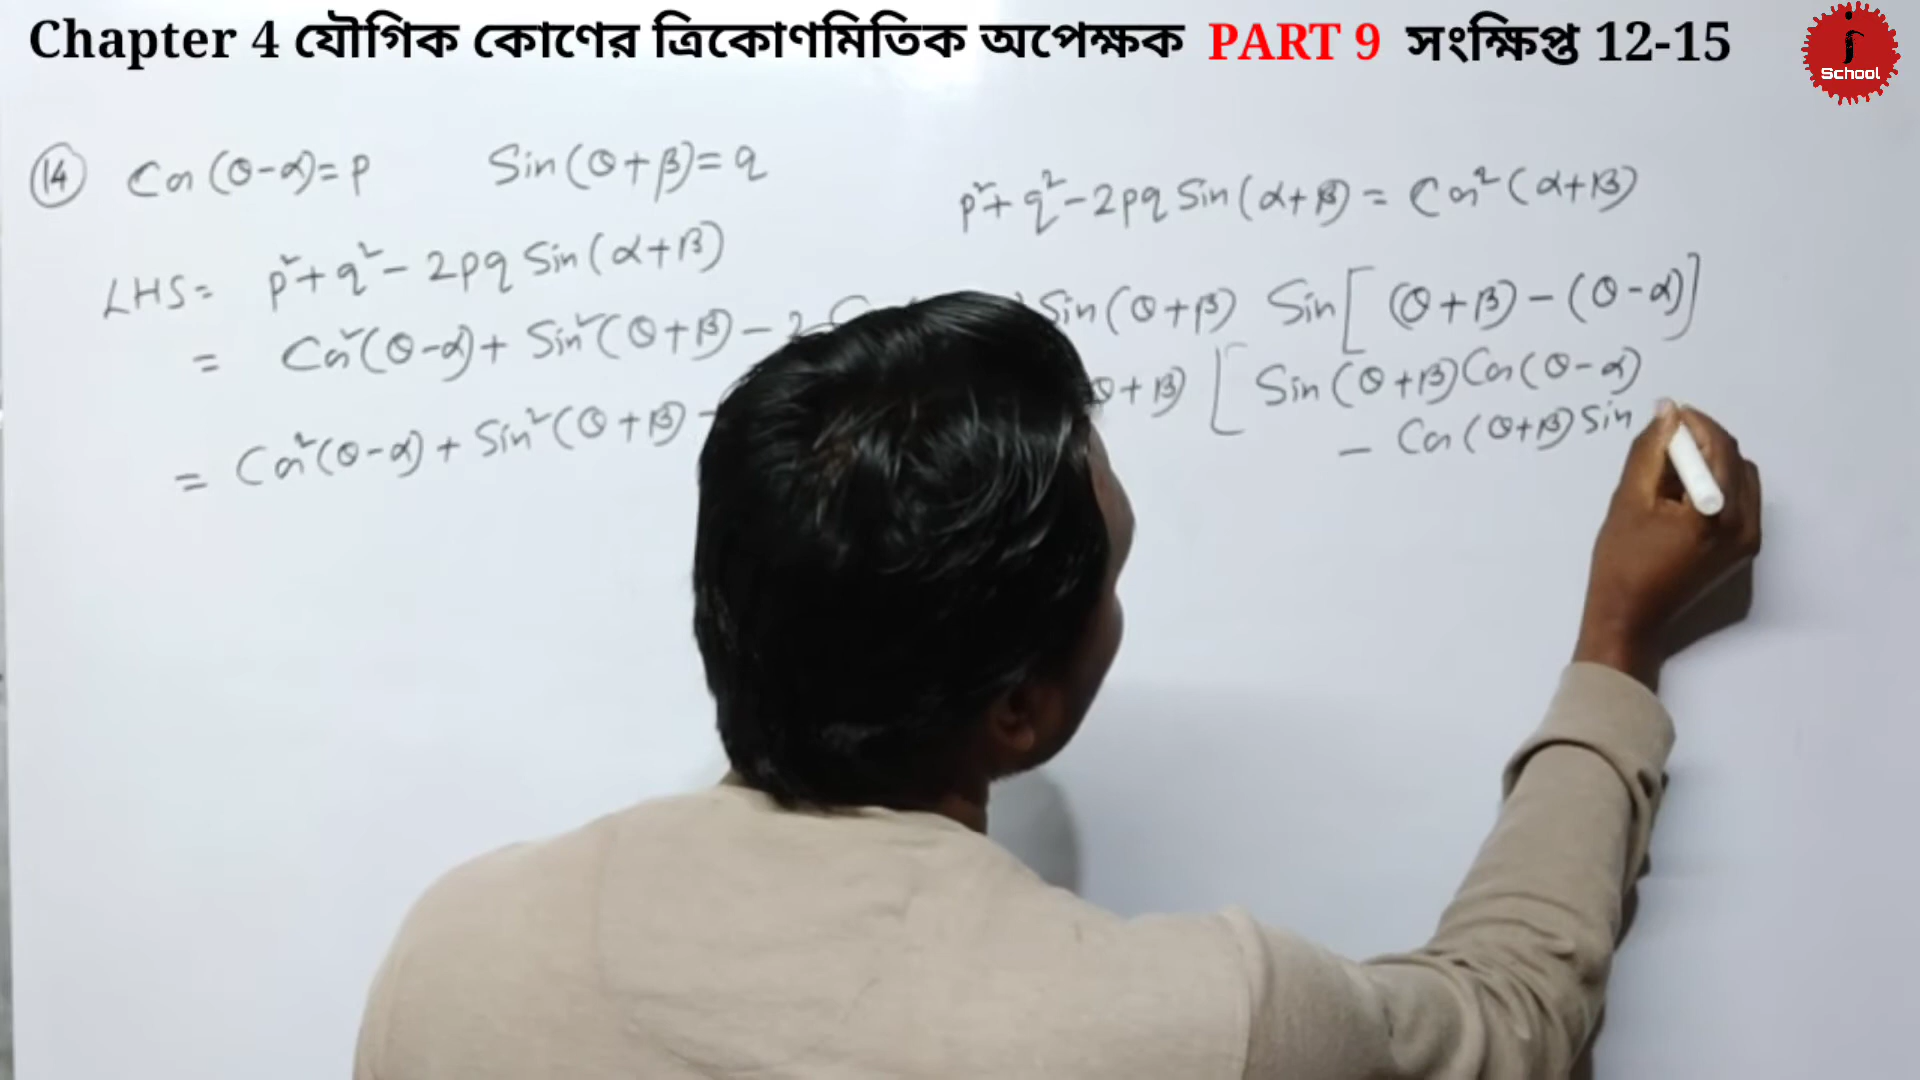 Chapter 4 যৌগিক কোণের ত্রিকোণমিতিক অপেক্ষক PART 9 সংক্ষিপ্ত 12-15
School
14 Cos (θ-α)=p Sin(θ+β)=q
p²+q²-2pq Sin(α+β) = Cos²(α+β)
LHS= p²+q²-2pq Sin(α+β)
= Cos²(θ-α)+ Sin²(θ+β)-2 Sin(θ+β) Sin[(θ+β)-(θ-α)]
= Cos²(θ-α)+ Sin²(θ+β)- θ+β) [Sin(θ+β)Cos(θ-α)
- Cos(θ+β)Sin